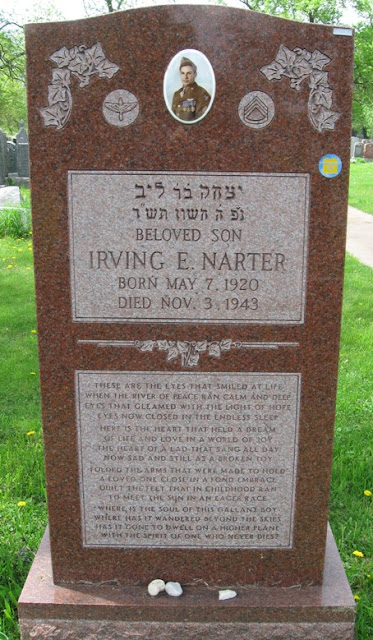 יצחק בר ליב
נפ ה חשון תש"ד
BELOVED SON
IRVING E. NARTER
BORN MAY 7, 1920
DIED NOV. 3, 1943
THESE ARE THE EYES THAT SMILED AT LIFE
WHEN THE RIVER OF PEACE RAN CALM AND DEEP
EYES THAT GLEAMED WITH THE LIGHT OF HOPE
EYES NOW CLOSED IN THE ENDLESS SLEEP
HERE IS THE HEART THAT HELD A DREAM
OF LIFE AND LOVE IN A WORLD OF JOY
THE HEART OF A LAD THAT SANG ALL DAY
NOW SAD AND STILL AS A BROKEN TOY
FOLDED THE ARMS THAT WERE MADE TO HOLD
A LOVED ONE CLOSE IN A FOND EMBRACE
QUIET THE FEET THAT IN CHILDHOOD RAN
TO MEET THE SUN IN AN EAGER RACE
WHERE IS THE SOUL OF THIS GALLANT BOY
WHERE HAS IT WANDERED BEYOND THE SKIES
HAS IT GONE TO DWELL ON A HIGHER PLANE
WITH THE SPIRIT OF ONE WHO NEVER DIES?